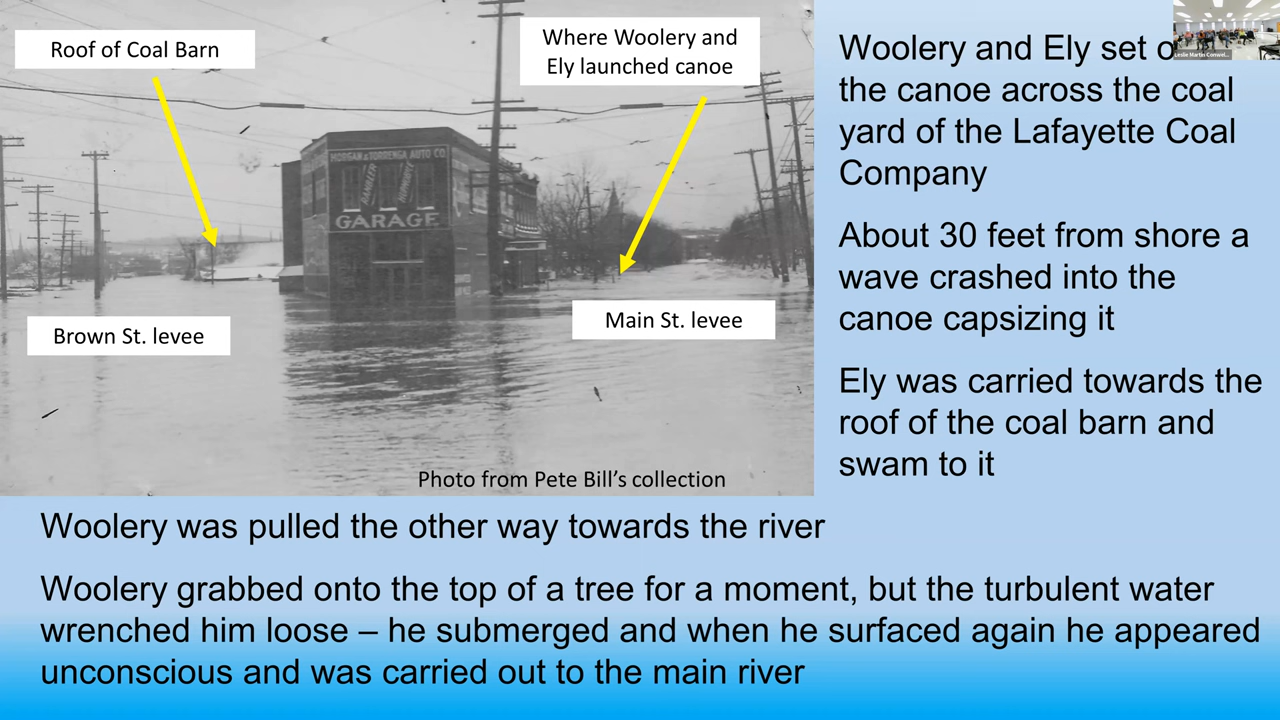 Roof of Coal Barn
Where Woolery and
Ely launched canoe
MORGAN & TORRENGA AUTO CO.
RAMBLER
GARAGE
Brown St. levee
Main St. levee
Photo from Pete Bill's collection
Woolery and Ely set
the canoe across the coal
yard of the Lafayette Coal
Company
About 30 feet from shore a
wave crashed into the
canoe capsizing it
Ely was carried towards the
roof of the coal barn and
swam to it
Woolery was pulled the other way towards the river
Woolery grabbed onto the top of a tree for a moment, but the turbulent water
wrenched him loose – he submerged and when he surfaced again he appeared
unconscious and was carried out to the main river
Leslie Martin Conwel...